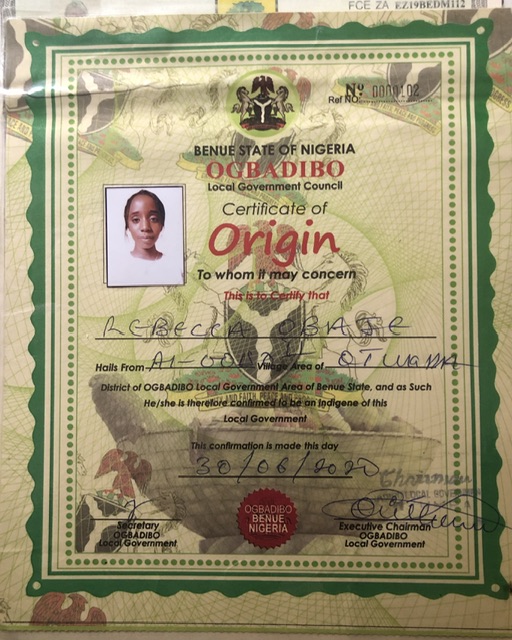 FCE ZA EZ19BEDM112
Nº 0000102
Ref NO:
BENUE STATE OF NIGERIA
OGBADIBO
Local Government Council
Certificate of
Origin
To whom it may concern
This is to Certify that
REBECCA OBAJE
Hails From Village Area of OTUKPA
District of OGBADIBO Local Government Area of Benue State, and as Such
He/she is therefore confirmed to be an indigene of this
Local Government
This confirmation is made this day
30/06/2020
Chairman
Secretary
OGBADIBO
Local Government
OGBADIBO
BENUE
NIGERIA
Executive Chairman
OGBADIBO
Local Government